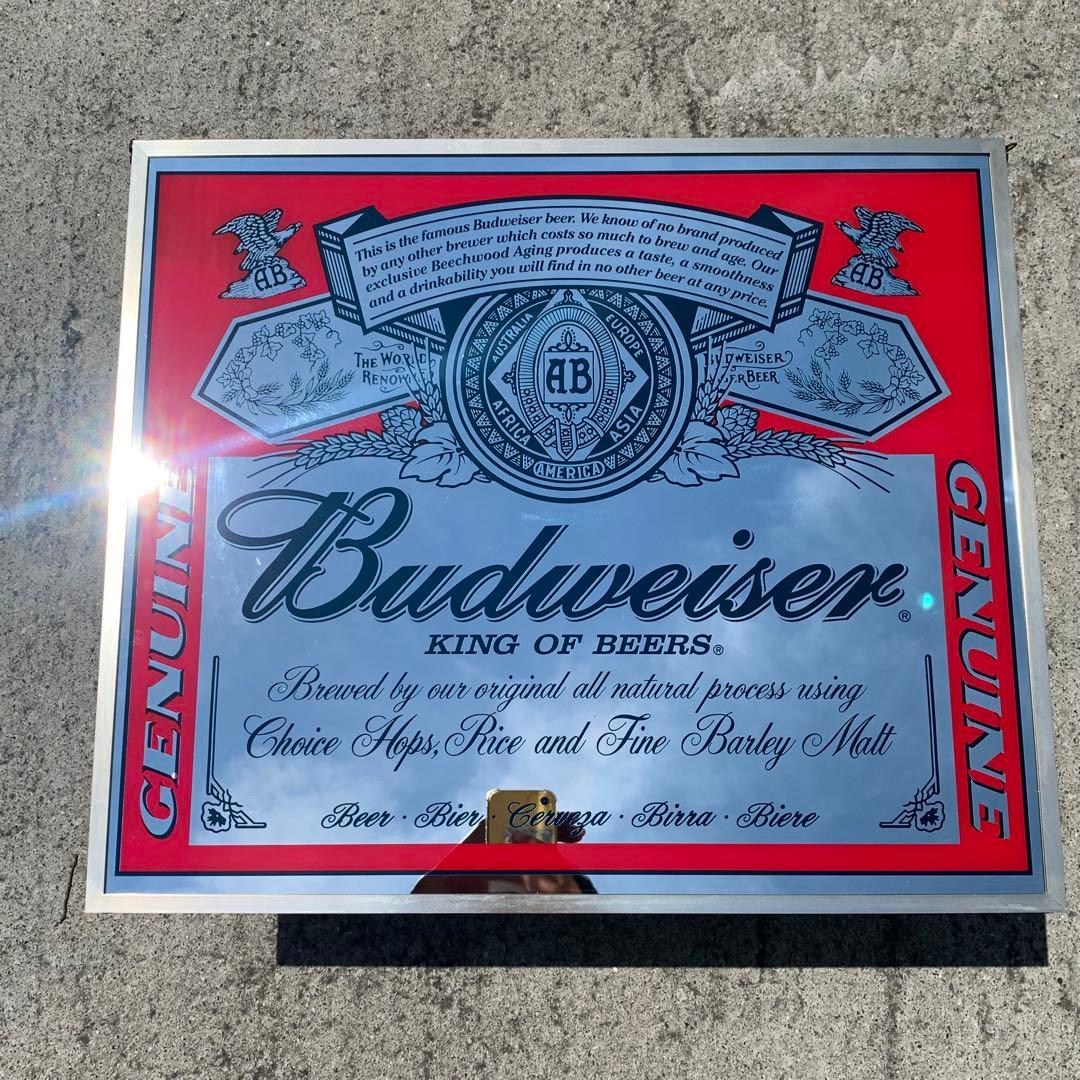 This is the famous Budweiser beer. We know of no brand produced
by any other brewer which costs so much to brew and age. Our
exclusive Beechwood Aging produces a taste, a smoothness
and a drinkability you will find in no other beer at any price.
AB
AB
AUSTRALIA
EUROPE
THE WORLD
RENOW
BUDWEISER
ER BEER
AB
AFRICA
ASIA
AMERICA
GENUINE
GENUINE
Budweiser®
KING OF BEERS®
Brewed by our original all natural process using
Choice Hops, Rice and Fine Barley Malt
Beer · Bier · Cerveza · Birra · Biere